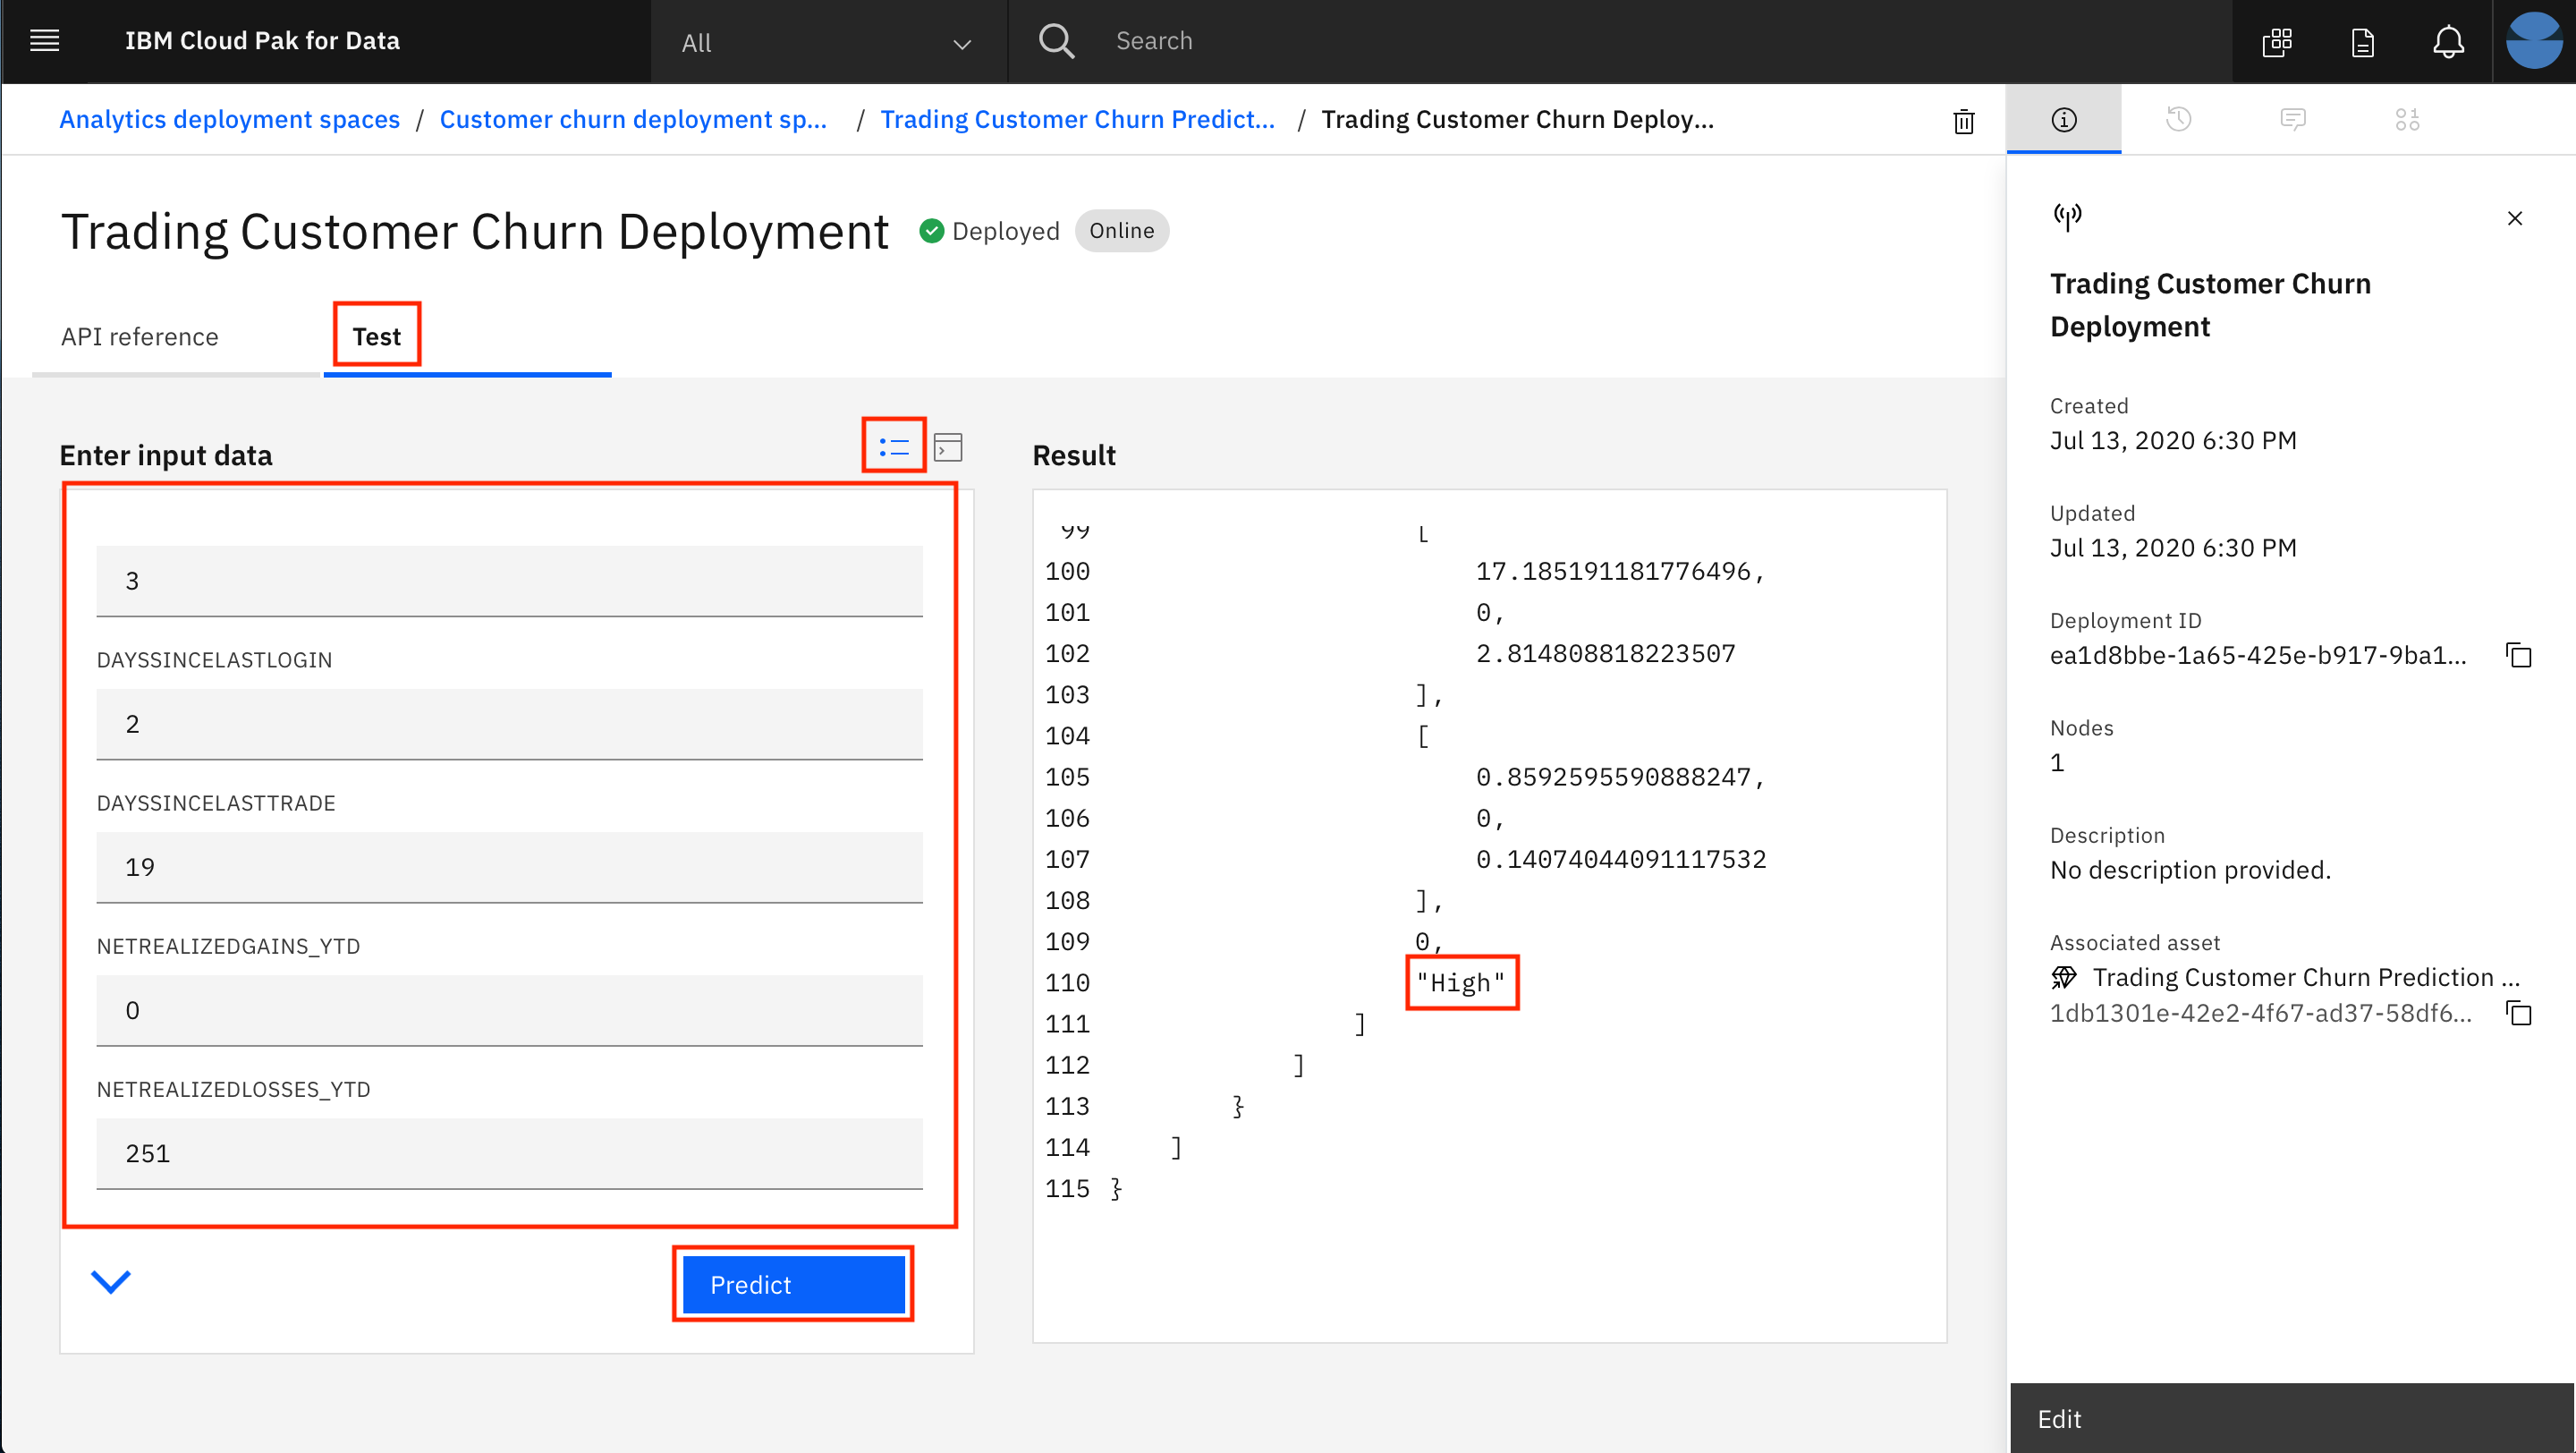 IBM Cloud Pak for Data
All
Search
Analytics deployment spaces / Customer churn deployment sp... / Trading Customer Churn Predict... / Trading Customer Churn Deploy...
Trading Customer Churn Deployment
Deployed
Online
API reference
Test
Enter input data
3
DAYSSINCELASTLOGIN
2
DAYSSINCELASTTRADE
19
NETREALIZEDGAINS_YTD
0
NETREALIZEDLOSSES_YTD
251
Predict
Result
99 [
100 17.185191181776496,
101 0,
102 2.814808818223507
103 ],
104 [
105 0.8592595590888247,
106 0,
107 0.14074044091117532
108 ],
109 0,
110 "High"
111 ]
112 ]
113 }
114 ]
115 }
Trading Customer Churn
Deployment
Created
Jul 13, 2020 6:30 PM
Updated
Jul 13, 2020 6:30 PM
Deployment ID
ea1d8bbe-1a65-425e-b917-9ba1...
Nodes
1
Description
No description provided.
Associated asset
Trading Customer Churn Prediction ...
1db1301e-42e2-4f67-ad37-58df6...
Edit